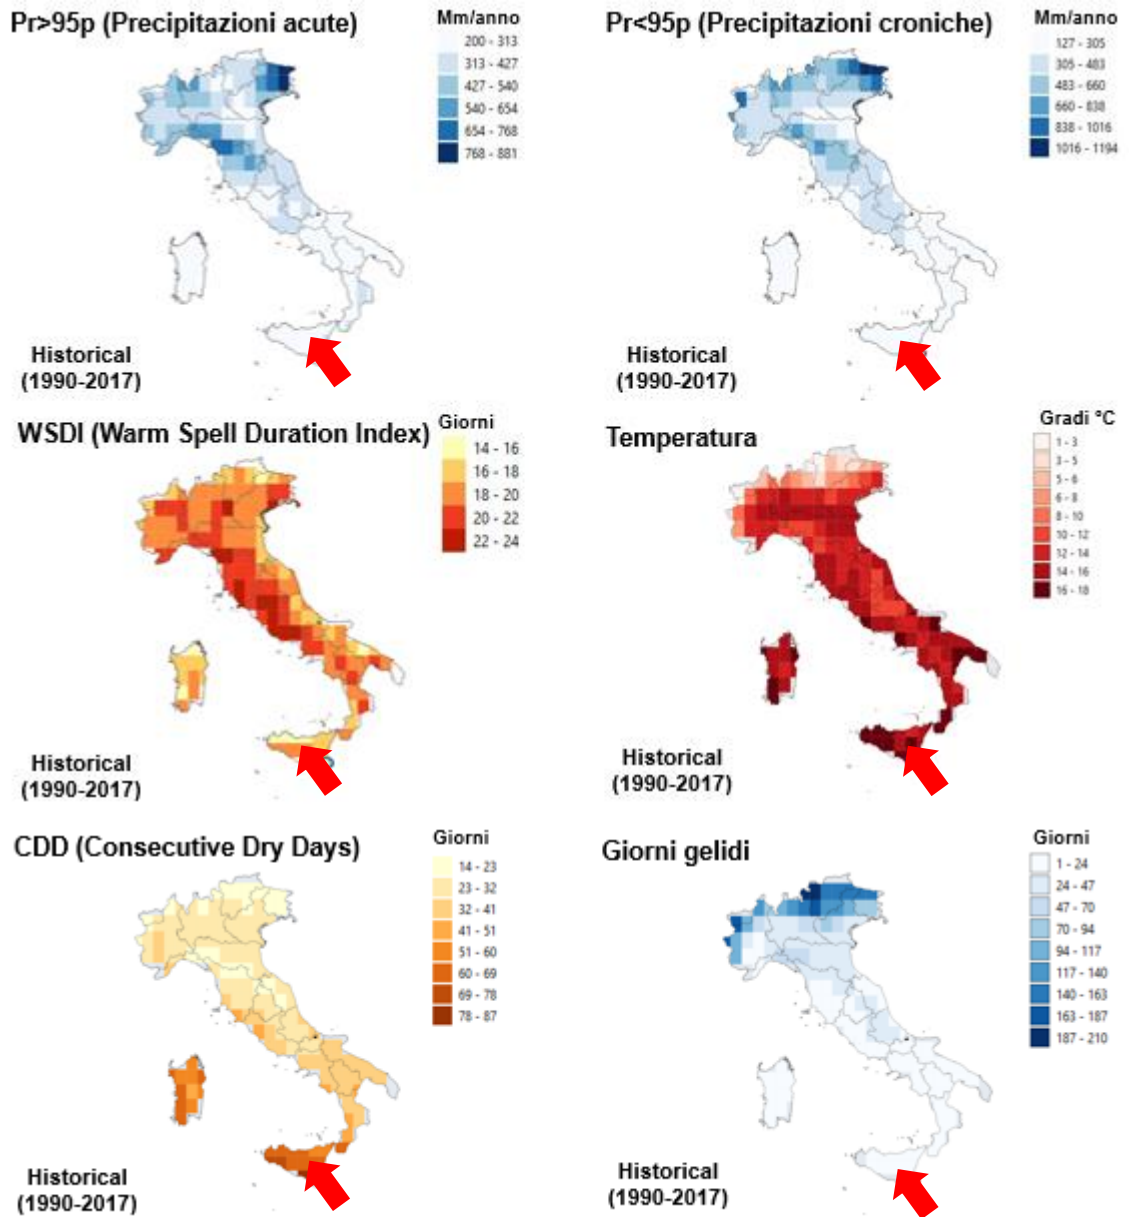 Pr>95p (Precipitazioni acute)
Mm/anno
200 - 313
313 - 427
427 - 540
540 - 654
654 - 768
768 - 881
Historical
(1990-2017)
Pr<95p (Precipitazioni croniche)
Mm/anno
127 - 305
305 - 483
483 - 660
660 - 838
838 - 1016
1016 - 1194
Historical
(1990-2017)
WSDI (Warm Spell Duration Index)
Giorni
14 - 16
16 - 18
18 - 20
20 - 22
22 - 24
Historical
(1990-2017)
Temperatura
Gradi °C
1 - 3
3 - 5
5 - 6
6 - 8
8 - 10
10 - 12
12 - 14
14 - 16
16 - 18
Historical
(1990-2017)
CDD (Consecutive Dry Days)
Giorni
14 - 23
23 - 32
32 - 41
41 - 51
51 - 60
60 - 69
69 - 78
78 - 87
Historical
(1990-2017)
Giorni gelidi
Giorni
1 - 24
24 - 47
47 - 70
70 - 94
94 - 117
117 - 140
140 - 163
163 - 187
187 - 210
Historical
(1990-2017)